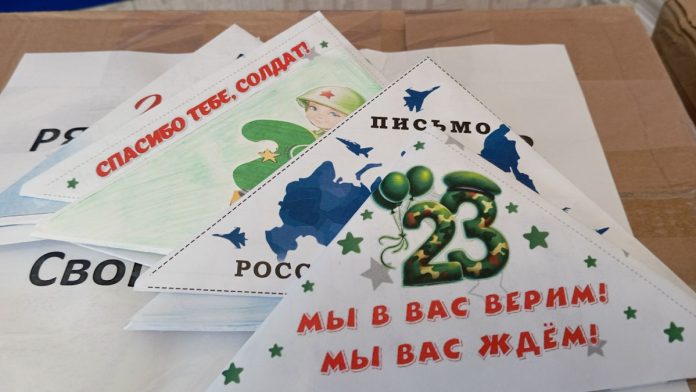 СПАСИБО ТЕБЕ, СОЛДАТ!
ПИСЬМО
23
МЫ В ВАС ВЕРИМ!
МЫ ВАС ЖДЁМ!